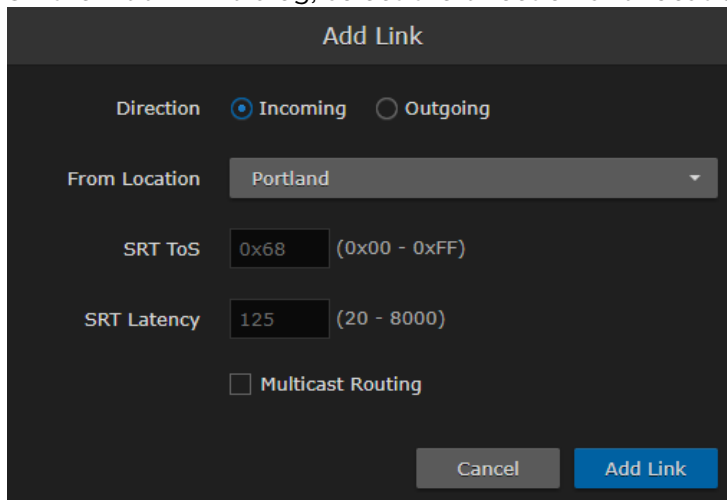 Add Link
Direction Incoming Outgoing
From Location Portland
SRT ToS 0x68 (0x00 - 0xFF)
SRT Latency 125 (20 - 8000)
Multicast Routing
Cancel Add Link